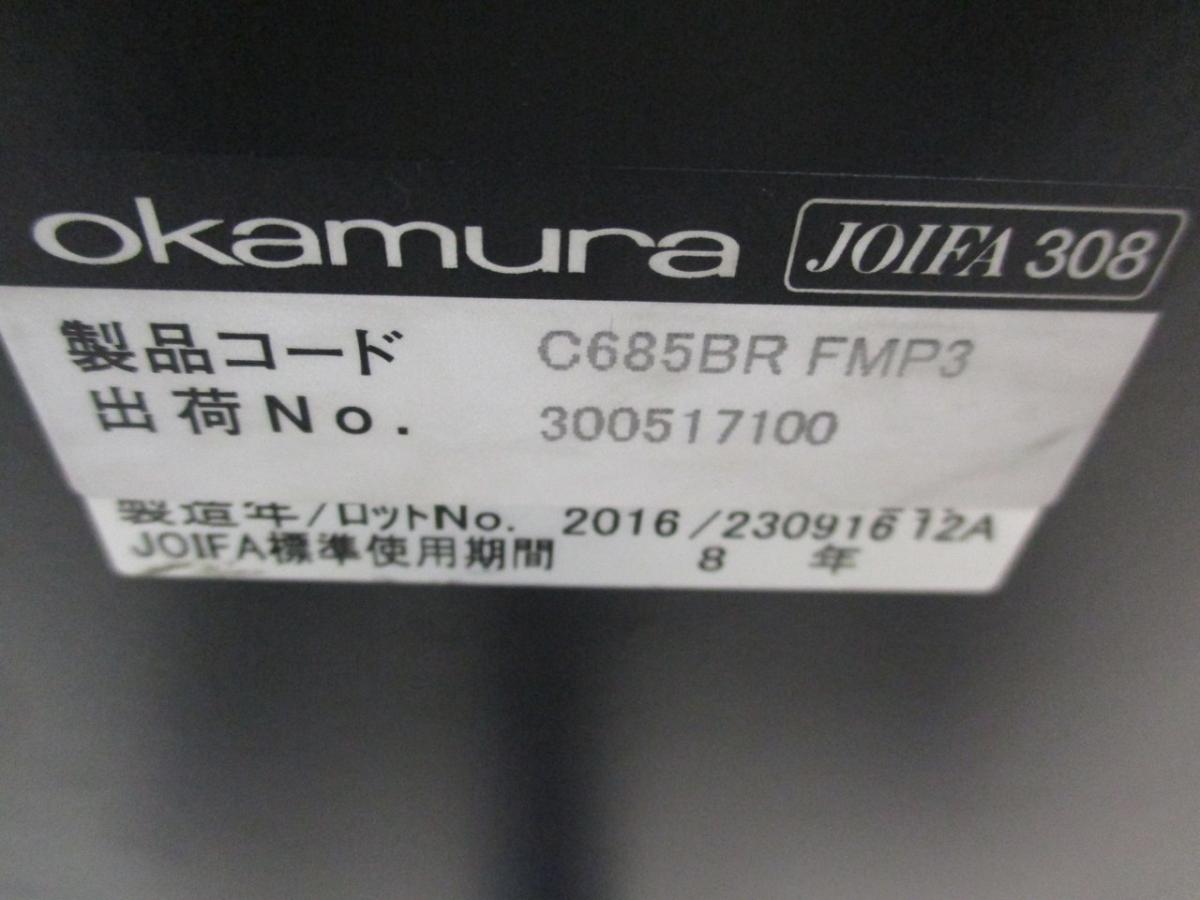 okamura JOIFA 308
製品コード C685BR FMP3
出荷No. 300517100
製造年/ロットNo. 2016/23091612A
JOIFA標準使用期間 8 年